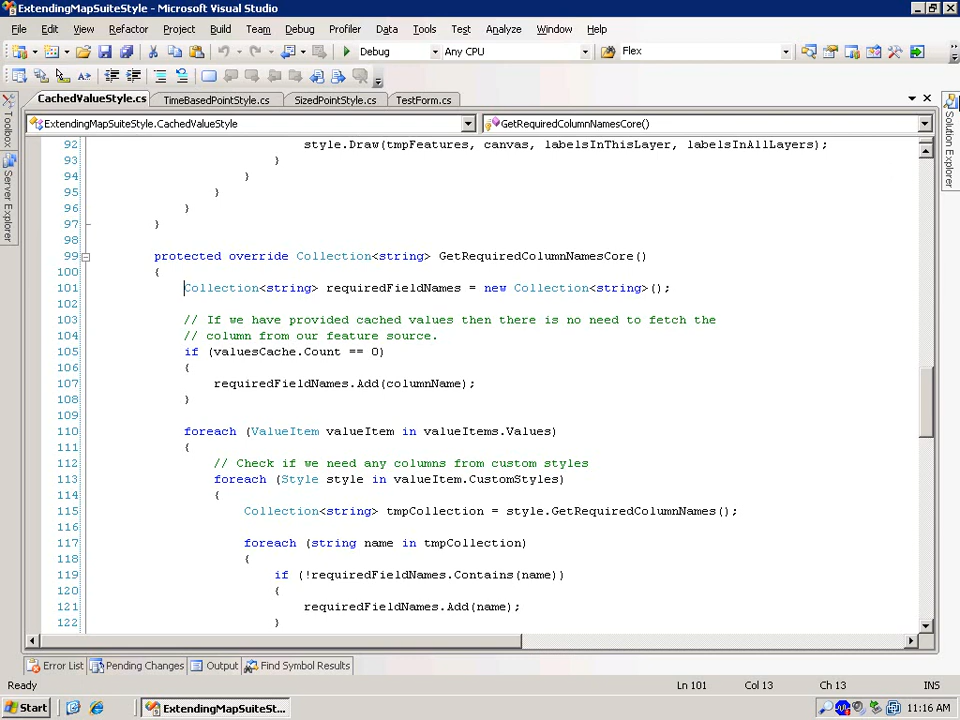 ExtendingMapSuiteStyle - Microsoft Visual Studio
File Edit View Refactor Project Build Team Debug Profiler Data Tools Test Analyze Window Help
Debug Any CPU Flex
CachedValueStyle.cs TimeBasedPointStyle.cs SizedPointStyle.cs TestForm.cs
ExtendingMapSuiteStyle.CachedValueStyle GetRequiredColumnNamesCore()
Toolbox
Server Explorer
Solution Explorer
92 style.Draw(tmpFeatures, canvas, labelsInThisLayer, labelsInAllLayers);
93 }
94 }
95 }
96 }
97 }
98
99 protected override Collection<string> GetRequiredColumnNamesCore()
100 {
101 Collection<string> requiredFieldNames = new Collection<string>();
102
103 // If we have provided cached values then there is no need to fetch the
104 // column from our feature source.
105 if (valuesCache.Count == 0)
106 {
107 requiredFieldNames.Add(columnName);
108 }
109
110 foreach (ValueItem valueItem in valueItems.Values)
111 {
112 // Check if we need any columns from custom styles
113 foreach (Style style in valueItem.CustomStyles)
114 {
115 Collection<string> tmpCollection = style.GetRequiredColumnNames();
116
117 foreach (string name in tmpCollection)
118 {
119 if (!requiredFieldNames.Contains(name))
120 {
121 requiredFieldNames.Add(name);
122 }
Error List Pending Changes Output Find Symbol Results
Ready Ln 101 Col 13 Ch 13 INS
Start ExtendingMapSuiteSt... 11:16 AM